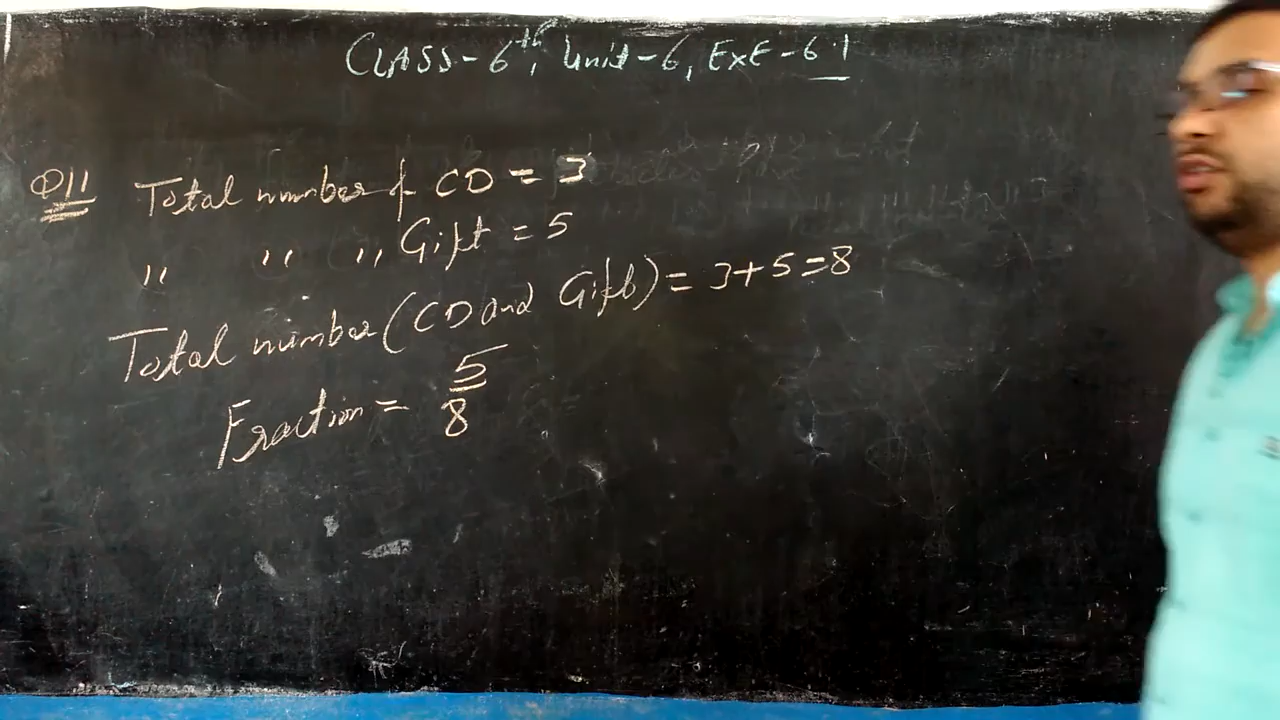 CLASS-6th, Unit-6, EXE-6.1
Q11 Total number of CD = 3
" " " Gift = 5
Total number (CD and Gift) = 3+5=8
Fraction = 5/8